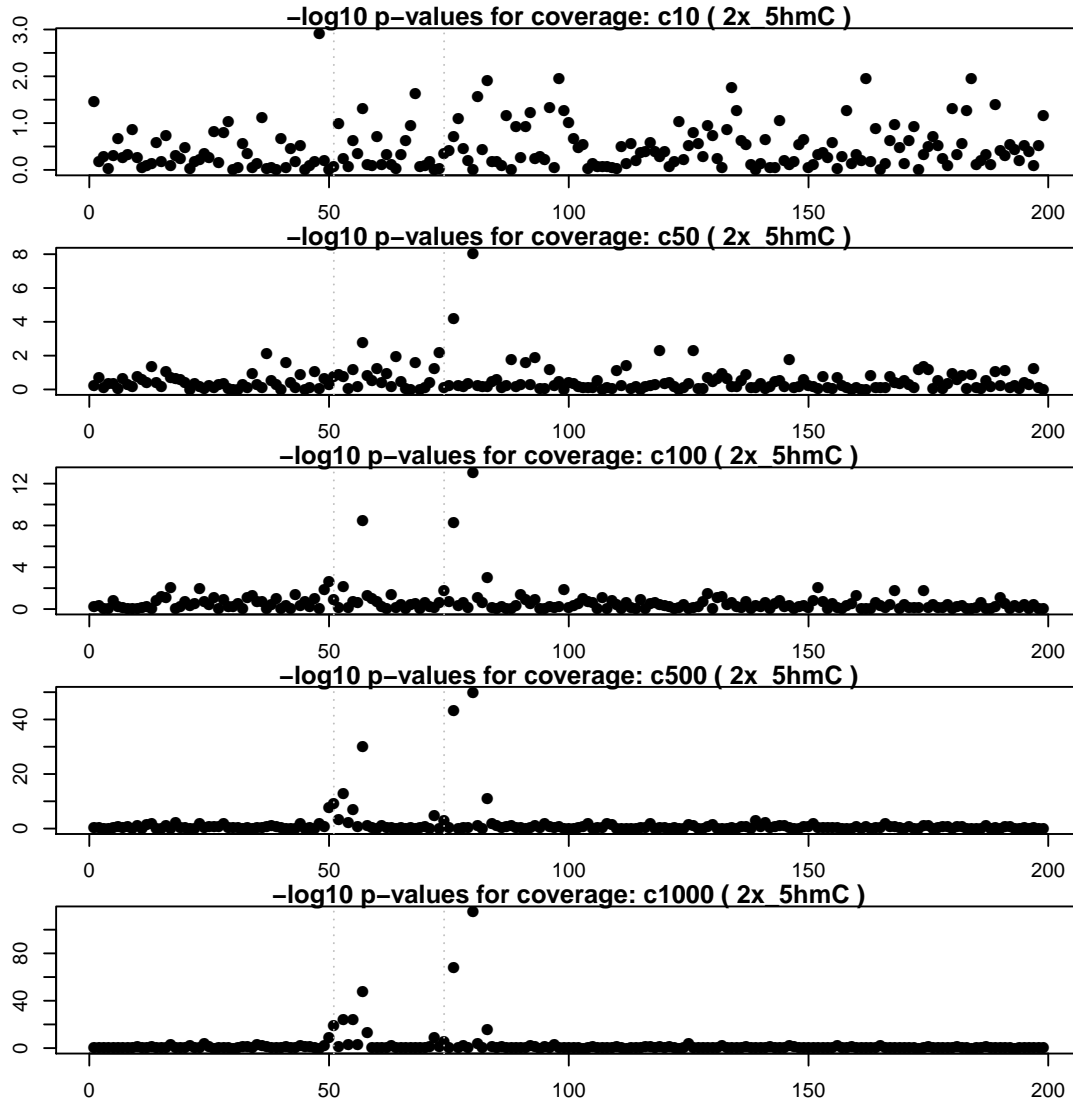 −log10 p−values for coverage: c10 ( 2x_5hmC )
0.0 1.0 2.0 3.0
0 50 100 150 200
−log10 p−values for coverage: c50 ( 2x_5hmC )
0 2 4 6 8
0 50 100 150 200
−log10 p−values for coverage: c100 ( 2x_5hmC )
0 4 8 12
0 50 100 150 200
−log10 p−values for coverage: c500 ( 2x_5hmC )
0 20 40
0 50 100 150 200
−log10 p−values for coverage: c1000 ( 2x_5hmC )
0 40 80
0 50 100 150 200